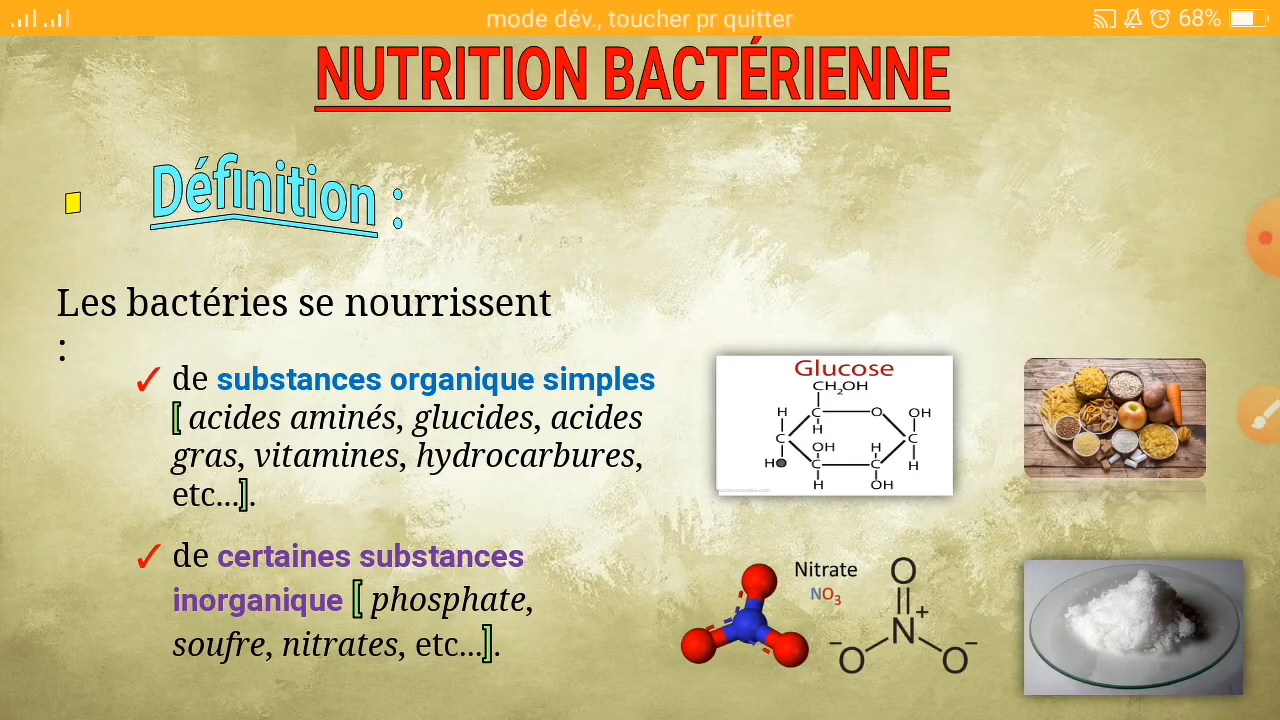 mode dév., toucher pr quitter
68%
NUTRITION BACTÉRIENNE
Définition :
Les bactéries se nourrissent
:
✓ de substances organique simples
[ acides aminés, glucides, acides
gras, vitamines, hydrocarbures,
etc...].
Glucose
CH2OH
H C O OH
H
C OH H C
H C C H
H OH
✓ de certaines substances
inorganique [ phosphate,
soufre, nitrates, etc...].
Nitrate
NO3
O
N+
−O O−